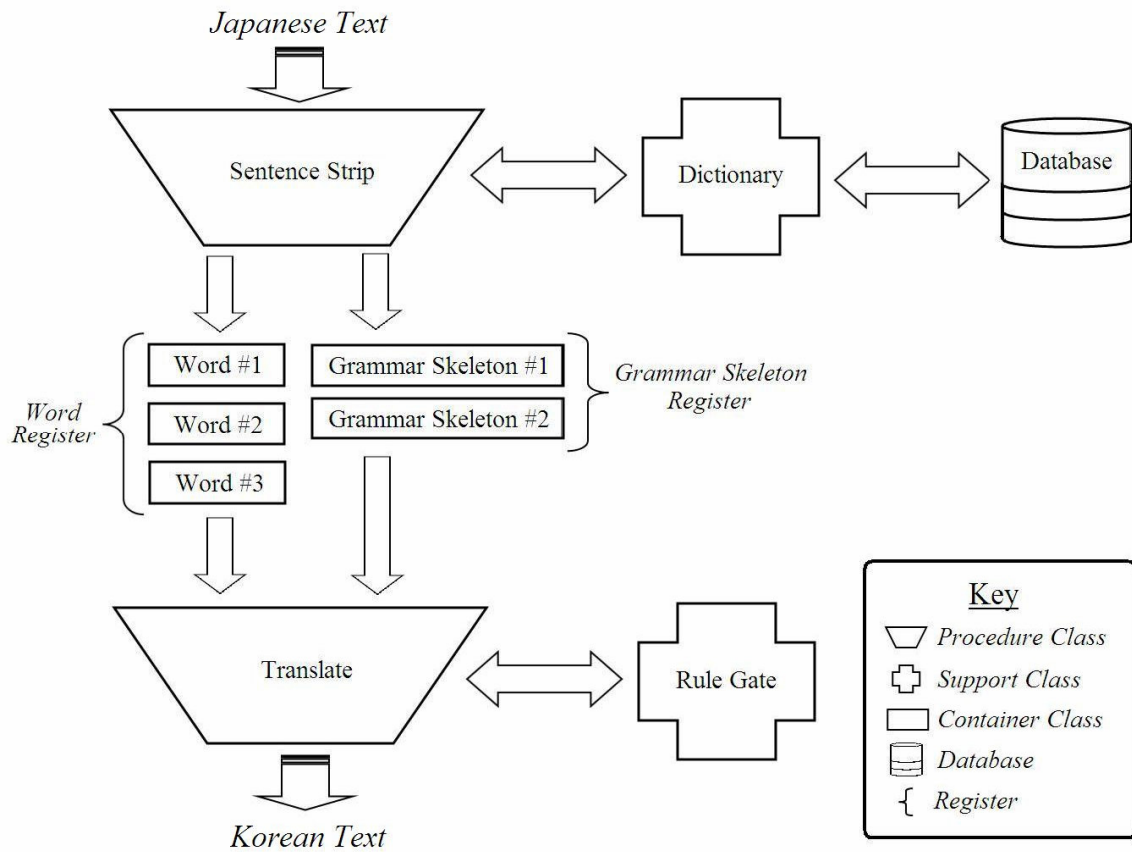 Japanese Text
Sentence Strip
Dictionary
Database
Word #1
Word #2
Word #3
Word
Register
Grammar Skeleton #1
Grammar Skeleton #2
Grammar Skeleton
Register
Translate
Rule Gate
Korean Text
Key
Procedure Class
Support Class
Container Class
Database
Register